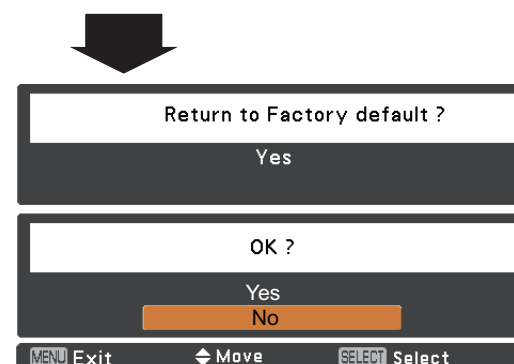 Return to Factory default ?
Yes
OK ?
Yes
No
MENU Exit Move SELECT Select